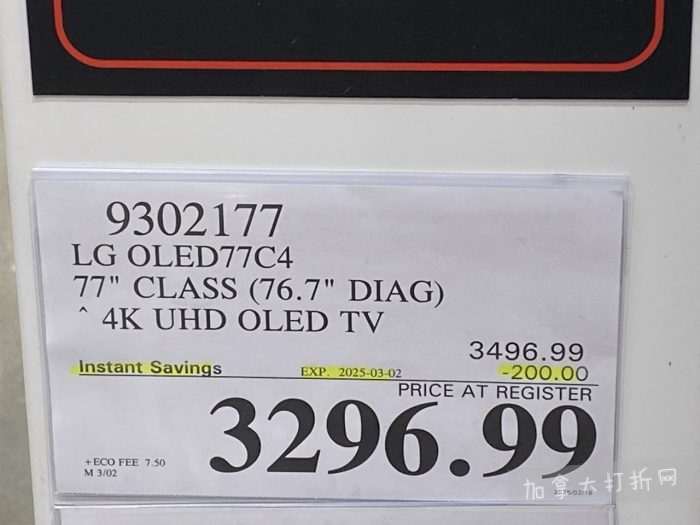 9302177
LG OLED77C4
77" CLASS (76.7" DIAG)
^ 4K UHD OLED TV
3496.99
Instant Savings EXP. 2025-03-02 -200.00
PRICE AT REGISTER
3296.99
+ECO FEE 7.50
M 3/02
加拿大打折网